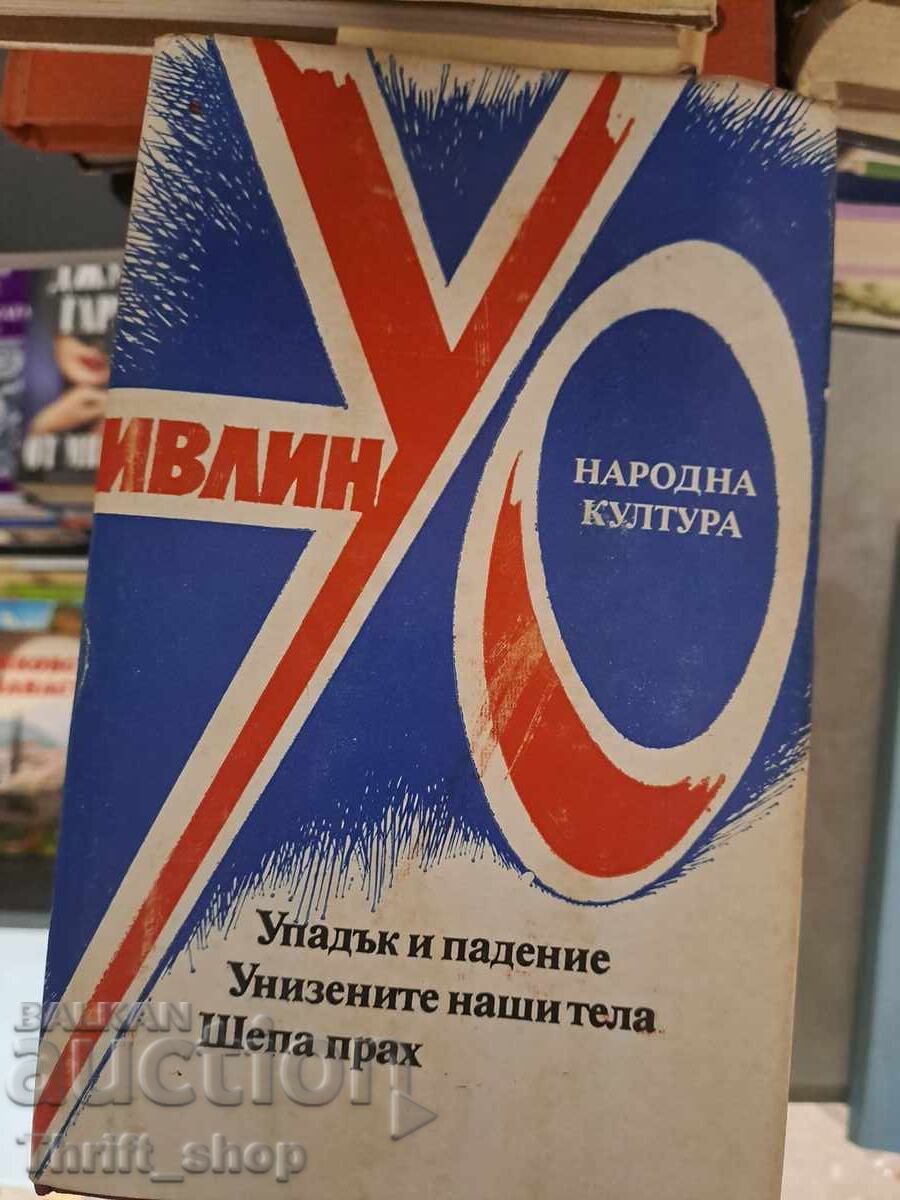 ИВЛИН
УО
НАРОДНА
КУЛТУРА
Упадък и падение
Унизените наши тела
Шепа прах
BALKAN
auction
Thrift_shop